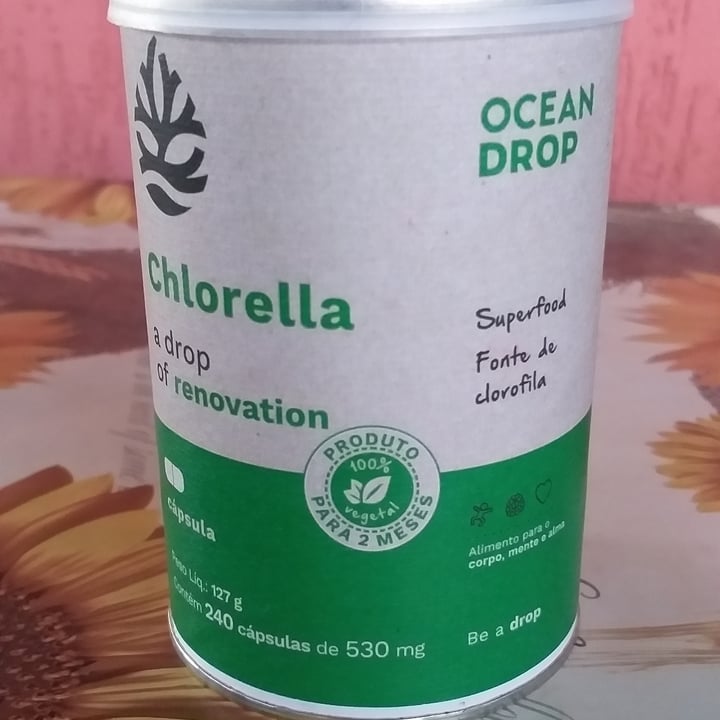 OCEAN
DROP
Chlorella
a drop
of renovation
Superfood
Fonte de
clorofila
PRODUTO
100%
vegetal
PARA 2 MESES
cápsula
Alimento para o
corpo, mente e alma
Peso Líq.: 127 g
Contém 240 cápsulas de 530 mg
Be a drop